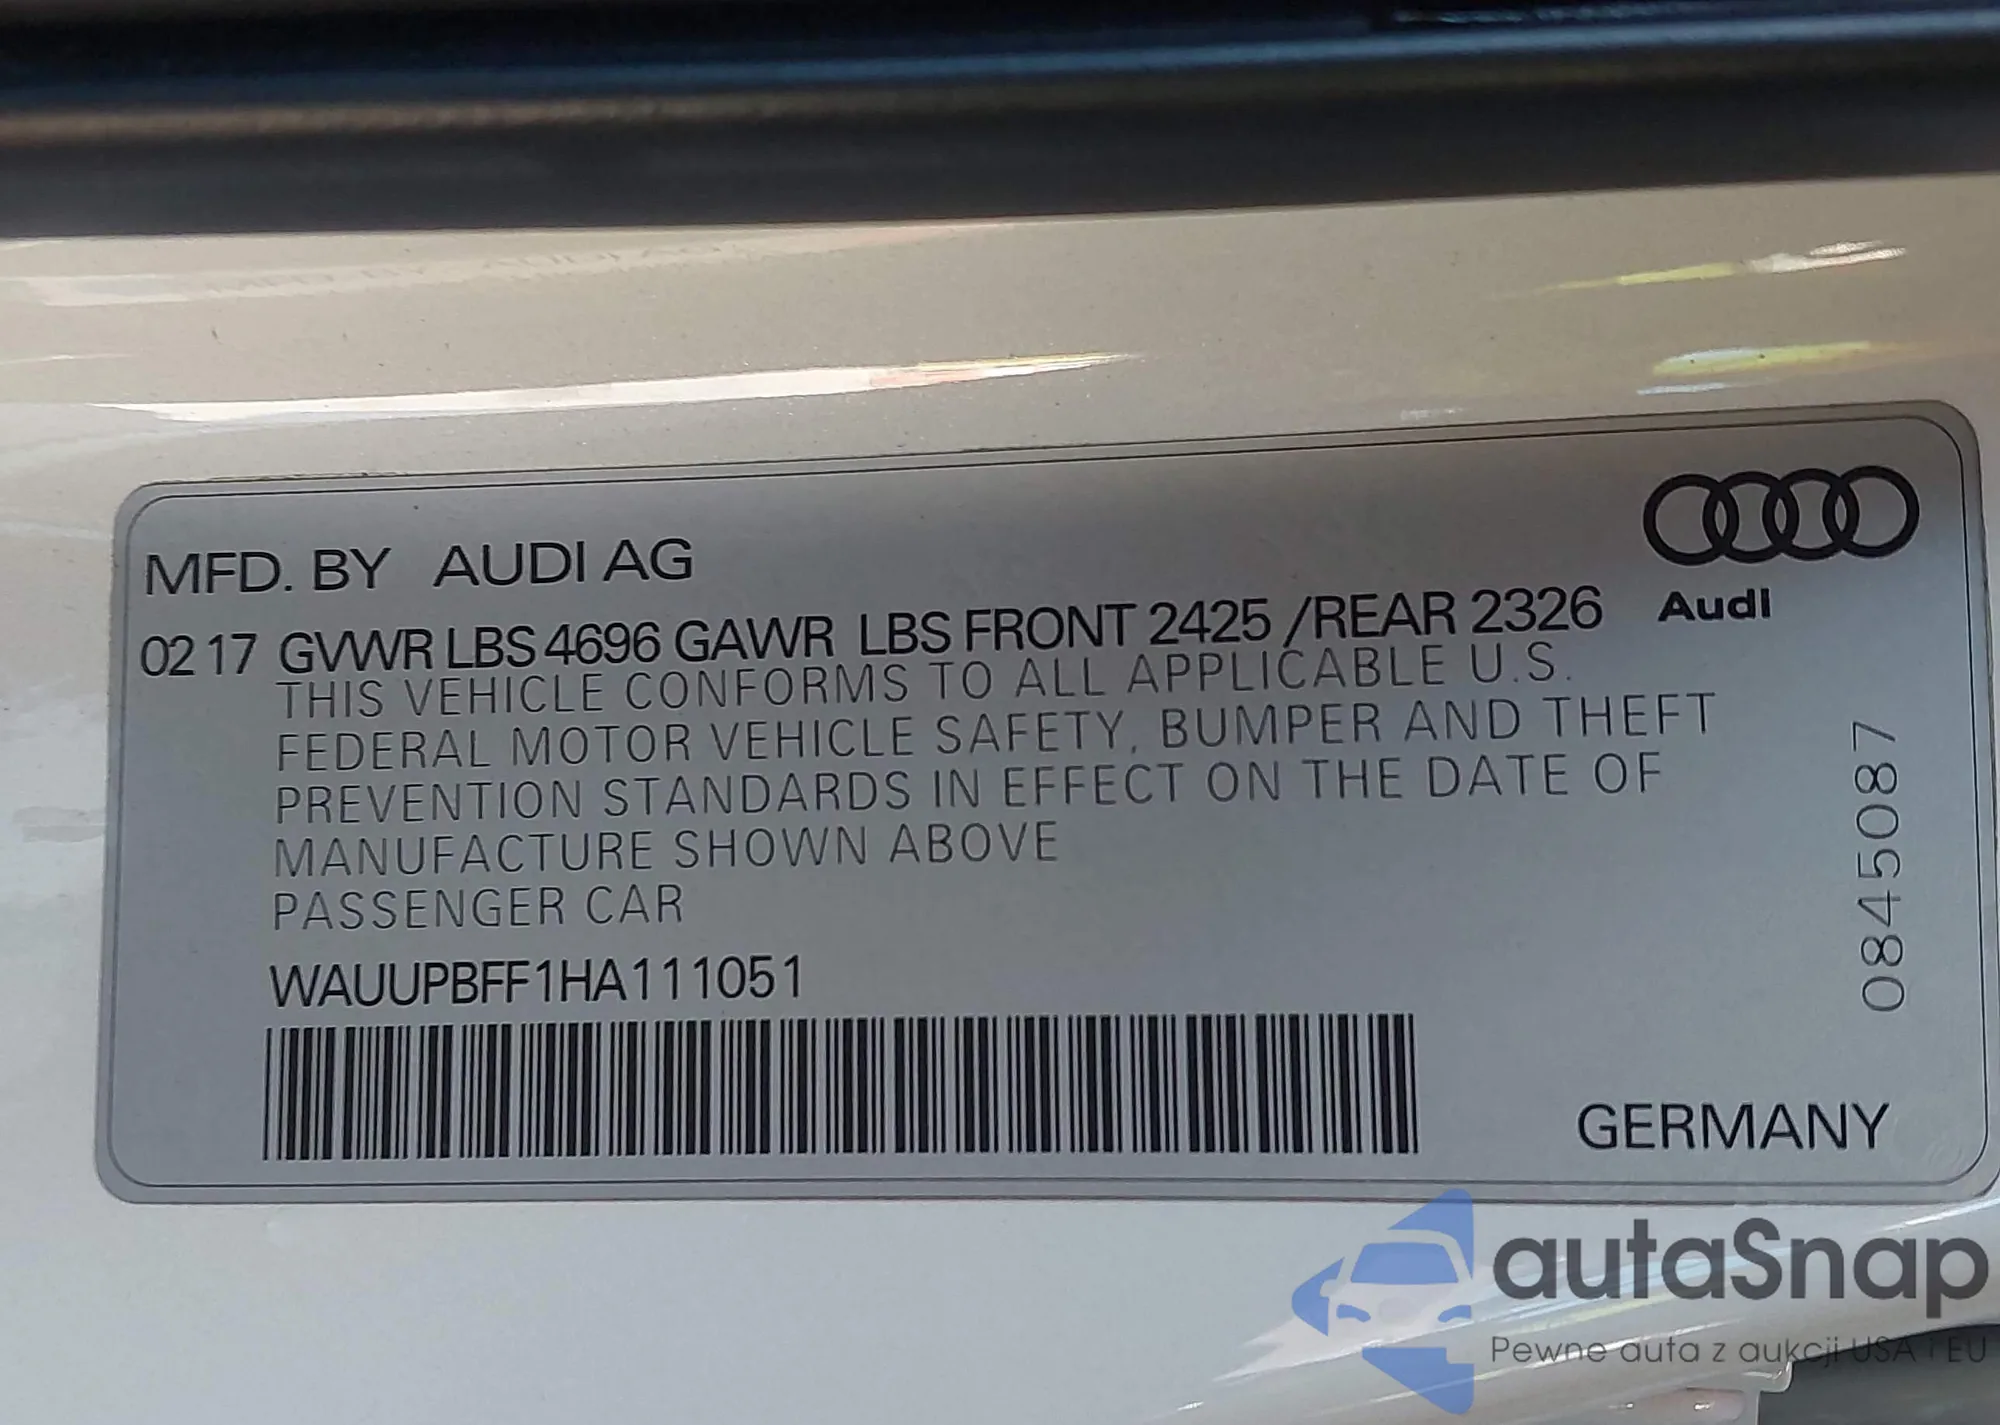 MFD. BY AUDI AG
02 17 GVWR LBS 4696 GAWR LBS FRONT 2425 /REAR 2326
Audi
THIS VEHICLE CONFORMS TO ALL APPLICABLE U.S.
FEDERAL MOTOR VEHICLE SAFETY, BUMPER AND THEFT
PREVENTION STANDARDS IN EFFECT ON THE DATE OF
MANUFACTURE SHOWN ABOVE
PASSENGER CAR
WAUUPBFF1HA111051
0845087
GERMANY
autaSnap
Pewne auta z aukcji USA i EU